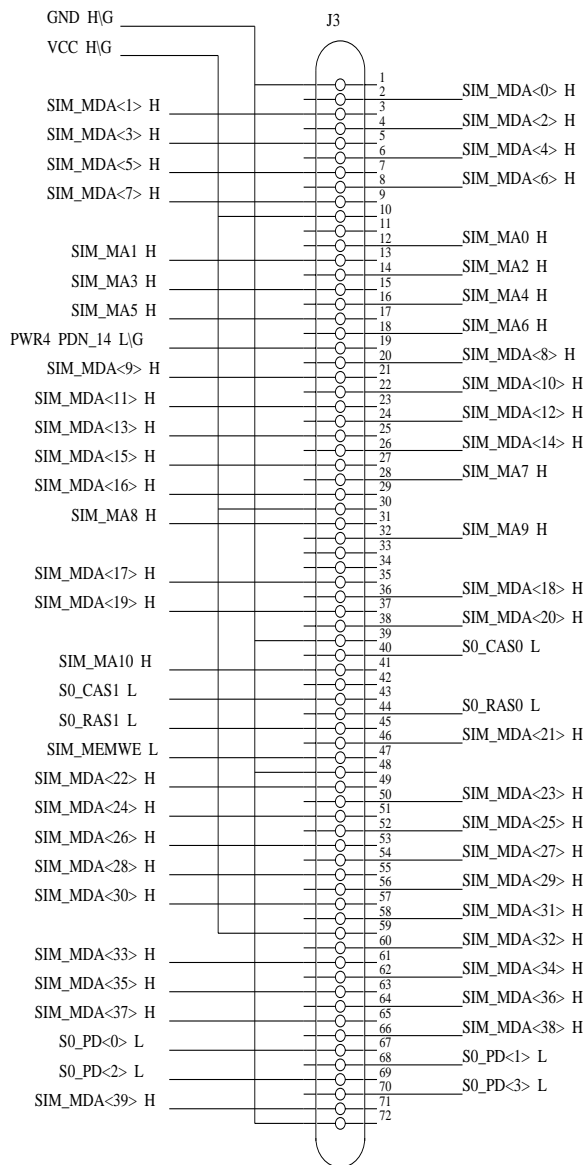 GND H\G
J3
VCC H\G
1
2
SIM_MDA<0> H
SIM_MDA<1> H
3
4
SIM_MDA<2> H
SIM_MDA<3> H
5
6
SIM_MDA<4> H
SIM_MDA<5> H
7
8
SIM_MDA<6> H
SIM_MDA<7> H
9
10
11
12
SIM_MA0 H
SIM_MA1 H
13
14
SIM_MA2 H
SIM_MA3 H
15
16
SIM_MA4 H
SIM_MA5 H
17
18
SIM_MA6 H
PWR4 PDN_14 L\G
19
20
SIM_MDA<8> H
SIM_MDA<9> H
21
22
SIM_MDA<10> H
SIM_MDA<11> H
23
24
SIM_MDA<12> H
SIM_MDA<13> H
25
26
SIM_MDA<14> H
SIM_MDA<15> H
27
28
SIM_MA7 H
SIM_MDA<16> H
29
30
SIM_MA8 H
31
32
SIM_MA9 H
33
34
SIM_MDA<17> H
35
36
SIM_MDA<18> H
SIM_MDA<19> H
37
38
SIM_MDA<20> H
39
40
S0_CAS0 L
SIM_MA10 H
41
42
S0_CAS1 L
43
44
S0_RAS0 L
S0_RAS1 L
45
46
SIM_MDA<21> H
SIM_MEMWE L
47
48
SIM_MDA<22> H
49
50
SIM_MDA<23> H
SIM_MDA<24> H
51
52
SIM_MDA<25> H
SIM_MDA<26> H
53
54
SIM_MDA<27> H
SIM_MDA<28> H
55
56
SIM_MDA<29> H
SIM_MDA<30> H
57
58
SIM_MDA<31> H
59
60
SIM_MDA<32> H
SIM_MDA<33> H
61
62
SIM_MDA<34> H
SIM_MDA<35> H
63
64
SIM_MDA<36> H
SIM_MDA<37> H
65
66
SIM_MDA<38> H
S0_PD<0> L
67
68
S0_PD<1> L
S0_PD<2> L
69
70
S0_PD<3> L
SIM_MDA<39> H
71
72